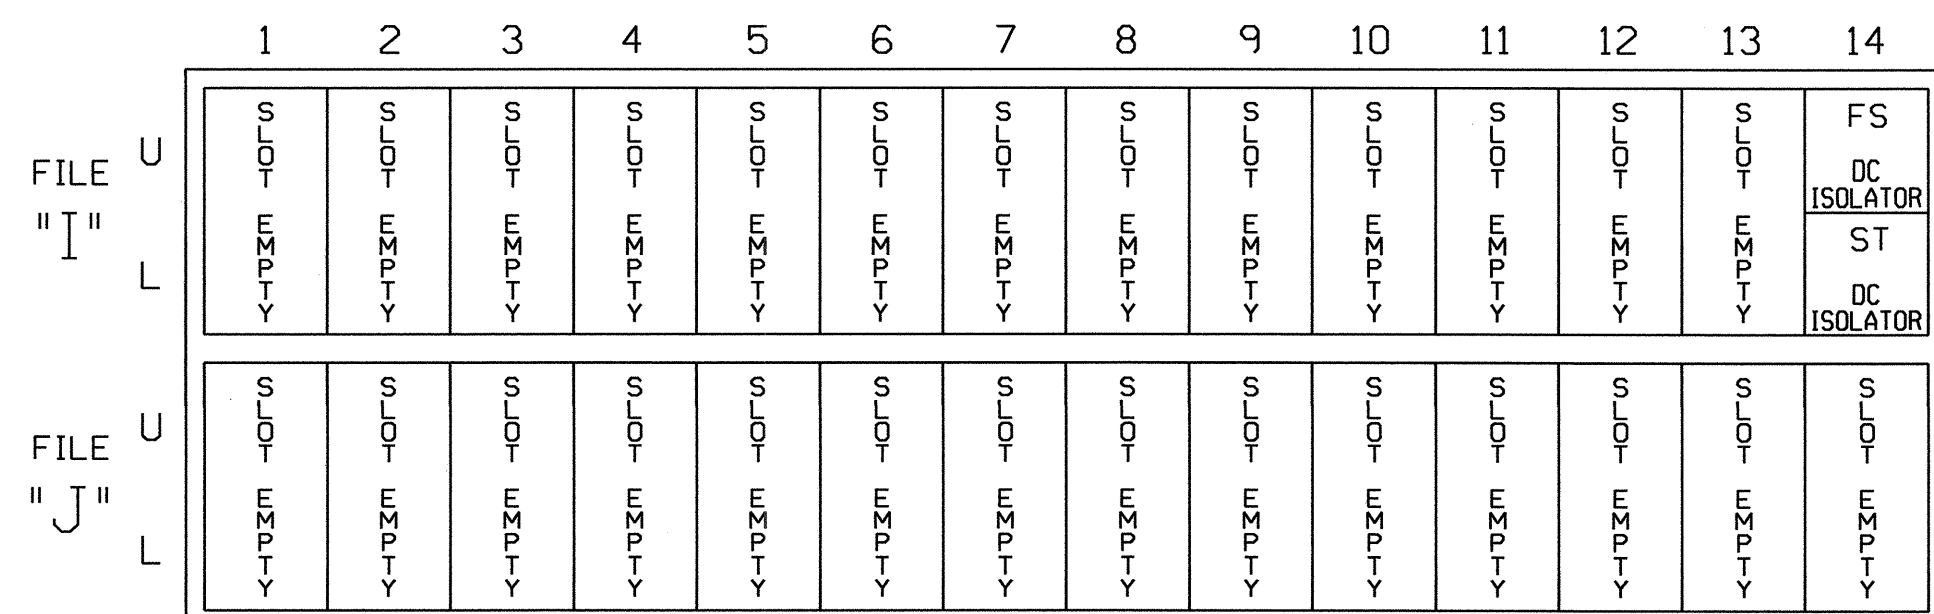 1 2 3 4 5 6 7 8 9 10 11 12 13 14
FILE "I"
U
L
SLOT EMPTY SLOT EMPTY SLOT EMPTY SLOT EMPTY SLOT EMPTY SLOT EMPTY SLOT EMPTY SLOT EMPTY SLOT EMPTY SLOT EMPTY SLOT EMPTY SLOT EMPTY SLOT EMPTY
FS
DC
ISOLATOR
ST
DC
ISOLATOR
FILE "J"
U
L
SLOT EMPTY SLOT EMPTY SLOT EMPTY SLOT EMPTY SLOT EMPTY SLOT EMPTY SLOT EMPTY SLOT EMPTY SLOT EMPTY SLOT EMPTY SLOT EMPTY SLOT EMPTY SLOT EMPTY SLOT EMPTY